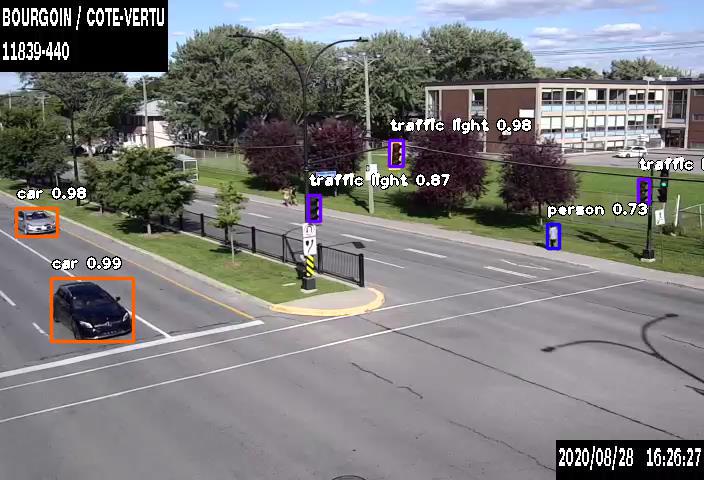 BOURGOIN / COTE-VERTU
11839-440
traffic light 0.98
traffic l
car 0.98
traffic light 0.87
person 0.73
car 0.99
2020/08/28 16:26:27